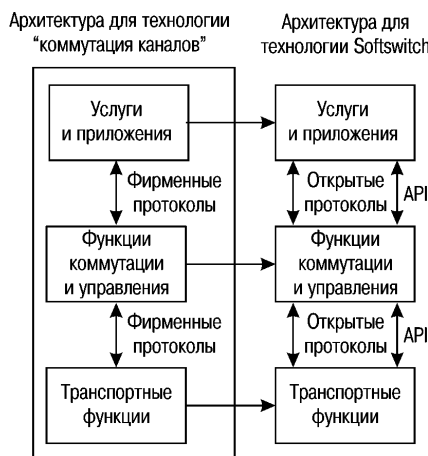 Архитектура для технологии
“коммутация каналов”
Архитектура для
технологии Softswitch
Услуги
и приложения
Услуги
и приложения
Фирменные
протоколы
Открытые
протоколы
API
Функции
коммутации
и управления
Функции
коммутации
и управления
Фирменные
протоколы
Открытые
протоколы
API
Транспортные
функции
Транспортные
функции